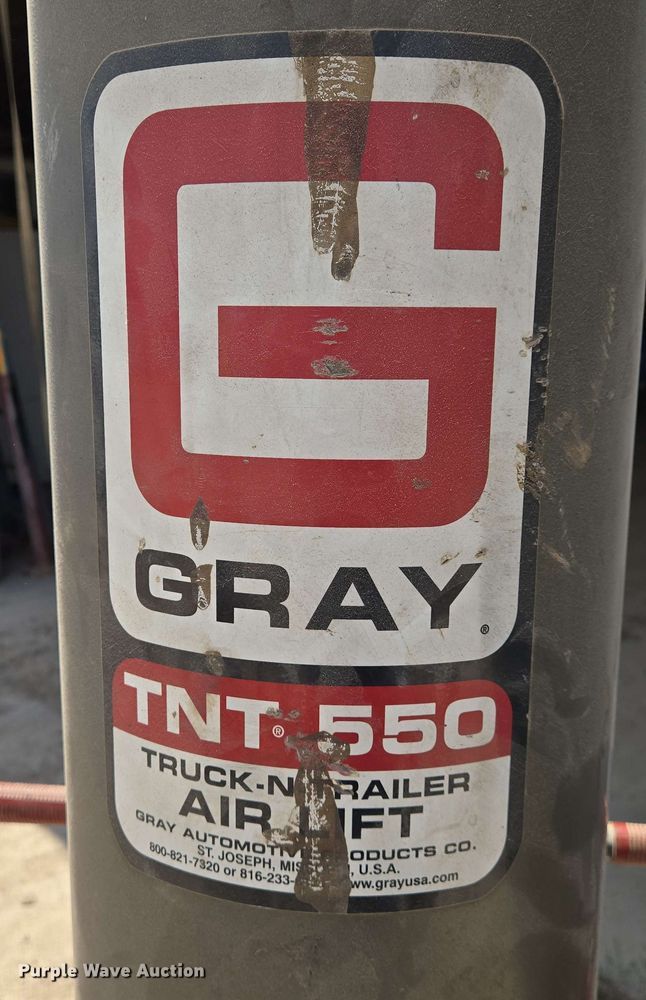 G
GRAY®
TNT® 550
TRUCK-N-TRAILER
AIR LIFT
GRAY AUTOMOTIVE PRODUCTS CO.
ST. JOSEPH, U.S.A.
800-821-7320 or 816-233- www.grayusa.com
Purple Wave Auction